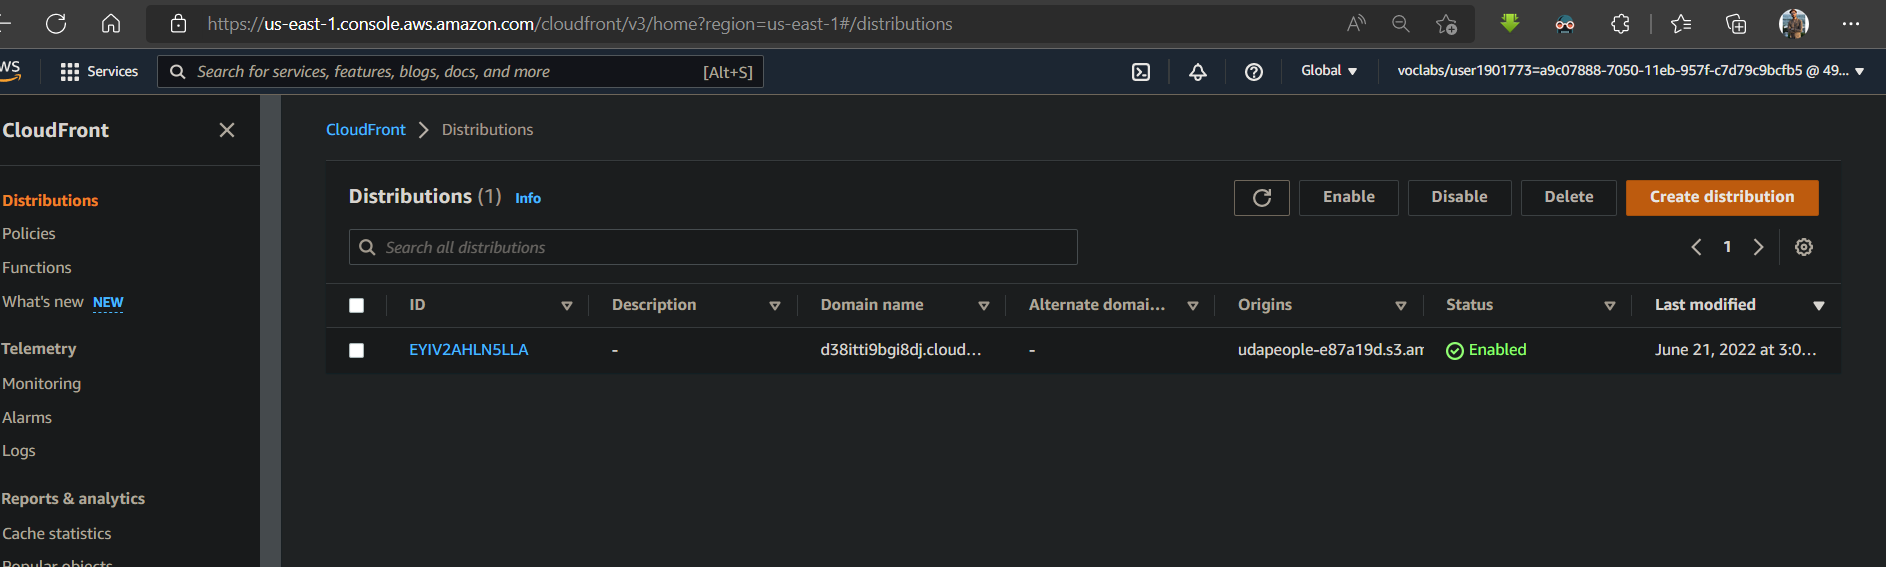 https://us-east-1.console.aws.amazon.com/cloudfront/v3/home?region=us-east-1#/distributions
Services
Search for services, features, blogs, docs, and more [Alt+S]
Global
voclabs/user1901773=a9c07888-7050-11eb-957f-c7d79c9bcfb5 @ 49...
CloudFront
Distributions
Policies
Functions
What's new NEW
Telemetry
Monitoring
Alarms
Logs
Reports & analytics
Cache statistics
Popular objects
CloudFront > Distributions
Distributions (1) Info
Enable
Disable
Delete
Create distribution
Search all distributions
1
ID Description Domain name Alternate domai... Origins Status Last modified
EYIV2AHLN5LLA - d38itti9bgi8dj.cloud... - udapeople-e87a19d.s3.am Enabled June 21, 2022 at 3:0...